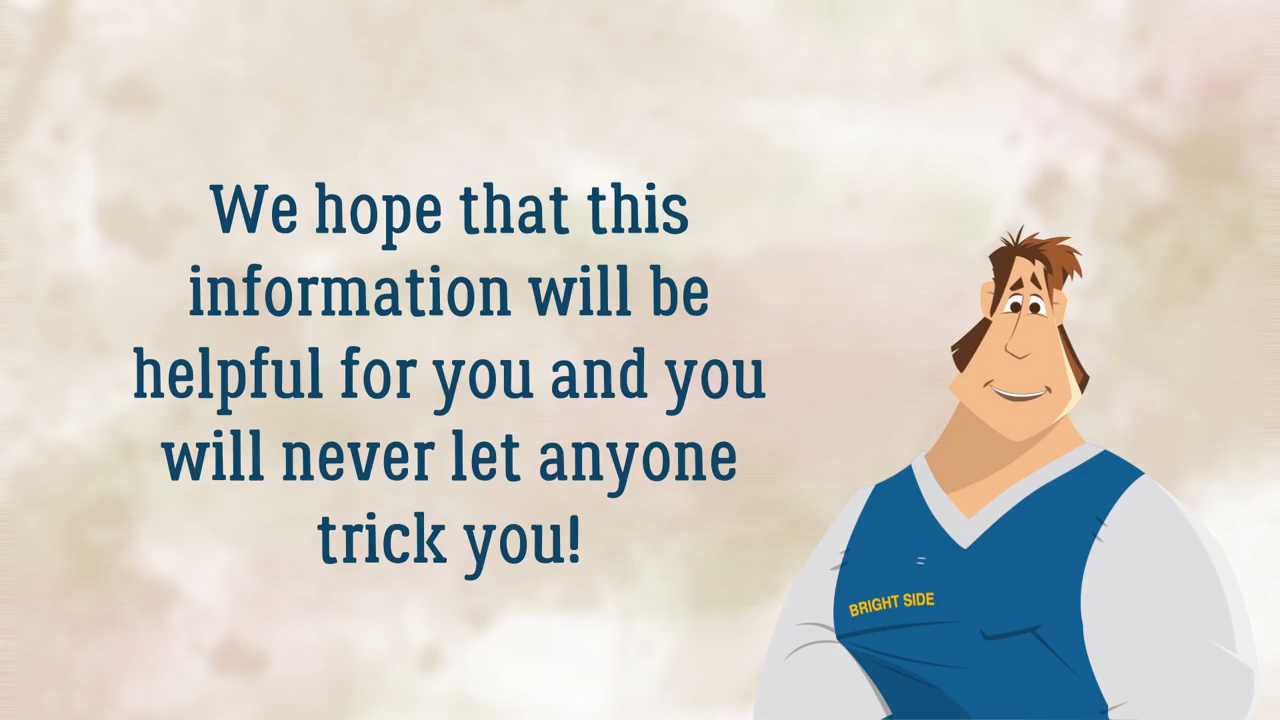 We hope that this
information will be
helpful for you and you
will never let anyone
trick you!
BRIGHT SIDE